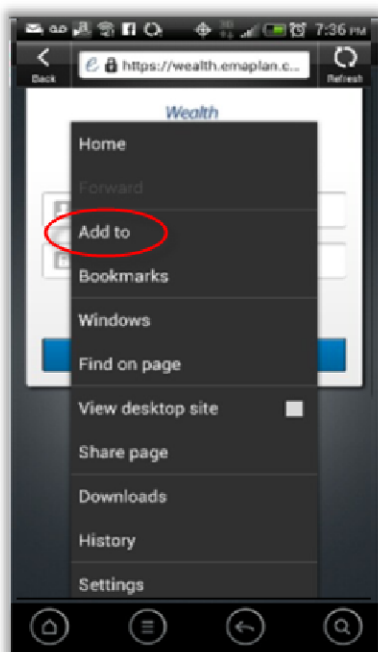 7:36 PM
Back
https://wealth.emaplan.c...
Refresh
Wealth
Home
Forward
Add to
Bookmarks
Windows
Find on page
View desktop site
Share page
Downloads
History
Settings